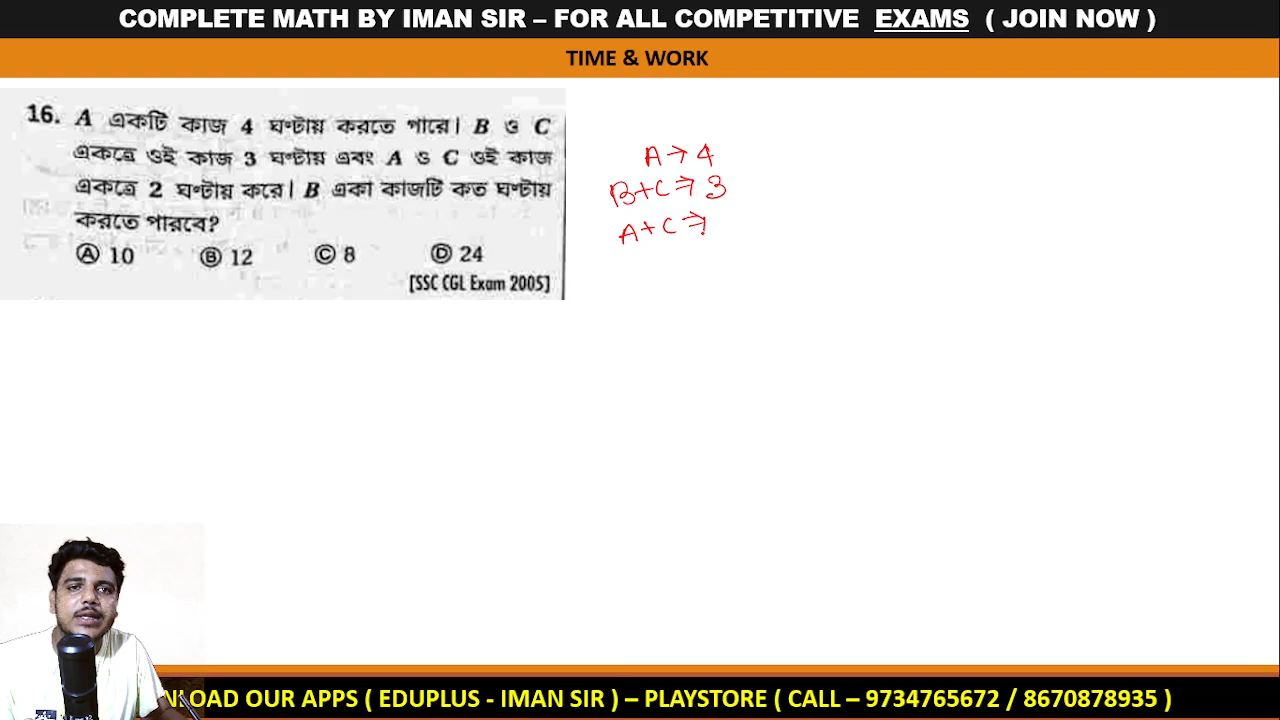 COMPLETE MATH BY IMAN SIR – FOR ALL COMPETITIVE EXAMS ( JOIN NOW )
TIME & WORK
16. A একটি কাজ 4 ঘণ্টায় করতে পারে। B ও C
একত্রে ওই কাজ 3 ঘণ্টায় এবং A ও C ওই কাজ
একত্রে 2 ঘণ্টায় করে। B একা কাজটি কত ঘণ্টায়
করতে পারবে?
Ⓐ 10 Ⓑ 12 Ⓒ 8 Ⓓ 24
[SSC CGL Exam 2005]
A → 4
B+C ⇒ 3
A+C ⇒
NLOAD OUR APPS ( EDUPLUS - IMAN SIR ) – PLAYSTORE ( CALL – 9734765672 / 8670878935 )